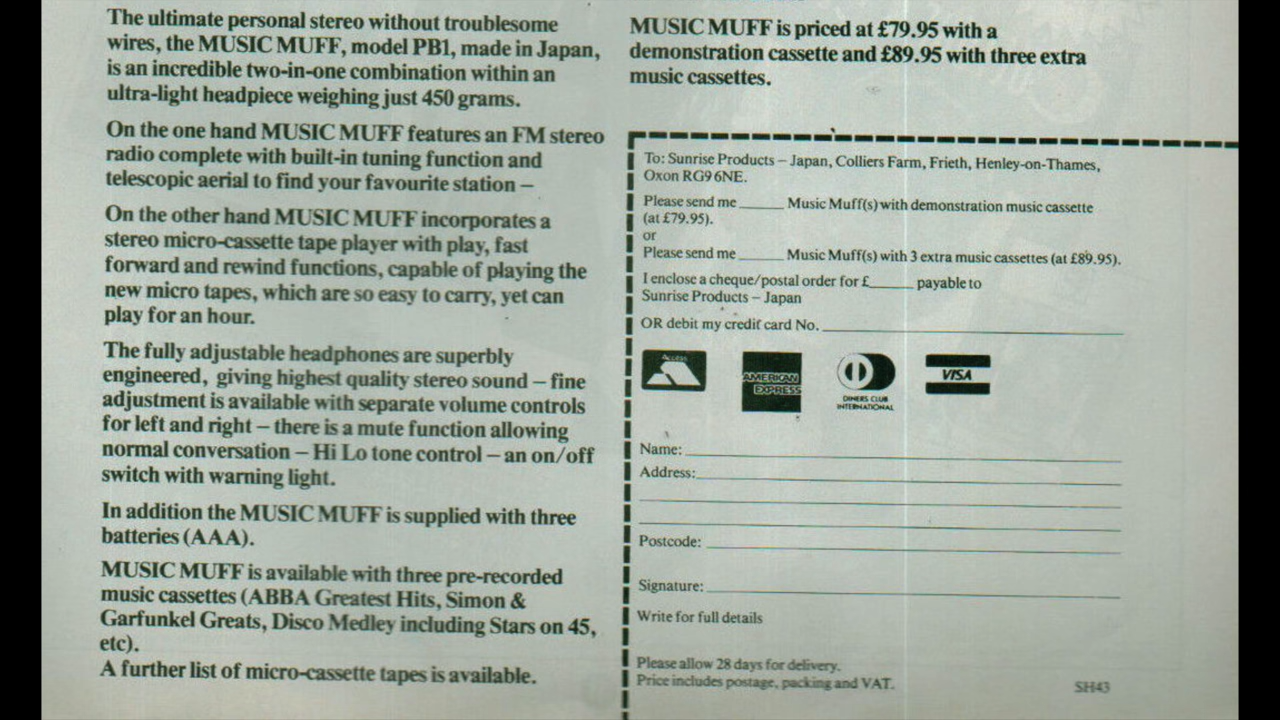 The ultimate personal stereo without troublesome
wires, the MUSIC MUFF, model PB1, made in Japan,
is an incredible two-in-one combination within an
ultra-light headpiece weighing just 450 grams.
On the one hand MUSIC MUFF features an FM stereo
radio complete with built-in tuning function and
telescopic aerial to find your favourite station –
On the other hand MUSIC MUFF incorporates a
stereo micro-cassette tape player with play, fast
forward and rewind functions, capable of playing the
new micro tapes, which are so easy to carry, yet can
play for an hour.
The fully adjustable headphones are superbly
engineered, giving highest quality stereo sound – fine
adjustment is available with separate volume controls
for left and right – there is a mute function allowing
normal conversation – Hi Lo tone control – an on/off
switch with warning light.
In addition the MUSIC MUFF is supplied with three
batteries (AAA).
MUSIC MUFF is available with three pre-recorded
music cassettes (ABBA Greatest Hits, Simon &
Garfunkel Greats, Disco Medley including Stars on 45,
etc).
A further list of micro-cassette tapes is available.
MUSIC MUFF is priced at £79.95 with a
demonstration cassette and £89.95 with three extra
music cassettes.
To: Sunrise Products – Japan, Colliers Farm, Frieth, Henley-on-Thames,
Oxon RG9 6NE.
Please send me ______ Music Muff(s) with demonstration music cassette
(at £79.95).
or
Please send me ______ Music Muff(s) with 3 extra music cassettes (at £89.95).
I enclose a cheque/postal order for £______ payable to
Sunrise Products – Japan
OR debit my credit card No.
Access
AMERICAN
EXPRESS
DINERS CLUB
INTERNATIONAL
VISA
Name:
Address:
Postcode:
Signature:
Write for full details
Please allow 28 days for delivery.
Price includes postage, packing and VAT.
SH43